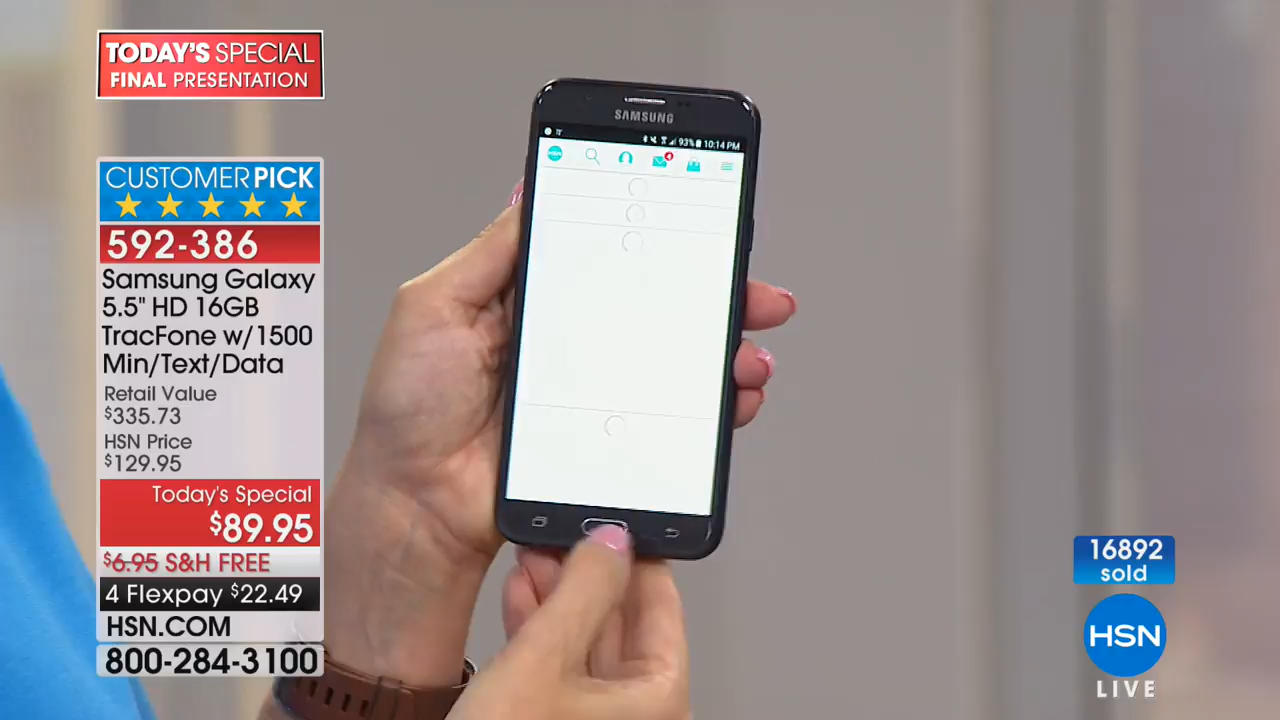 TODAY'S SPECIAL
FINAL PRESENTATION
CUSTOMER PICK
592-386
Samsung Galaxy
5.5" HD 16GB
TracFone w/1500
Min/Text/Data
Retail Value
$335.73
HSN Price
$129.95
Today's Special
$89.95
$6.95 S&H FREE
4 Flexpay $22.49
HSN.COM
800-284-3100
SAMSUNG
93% 10:14 PM
HSN
4
16892
sold
HSN
LIVE